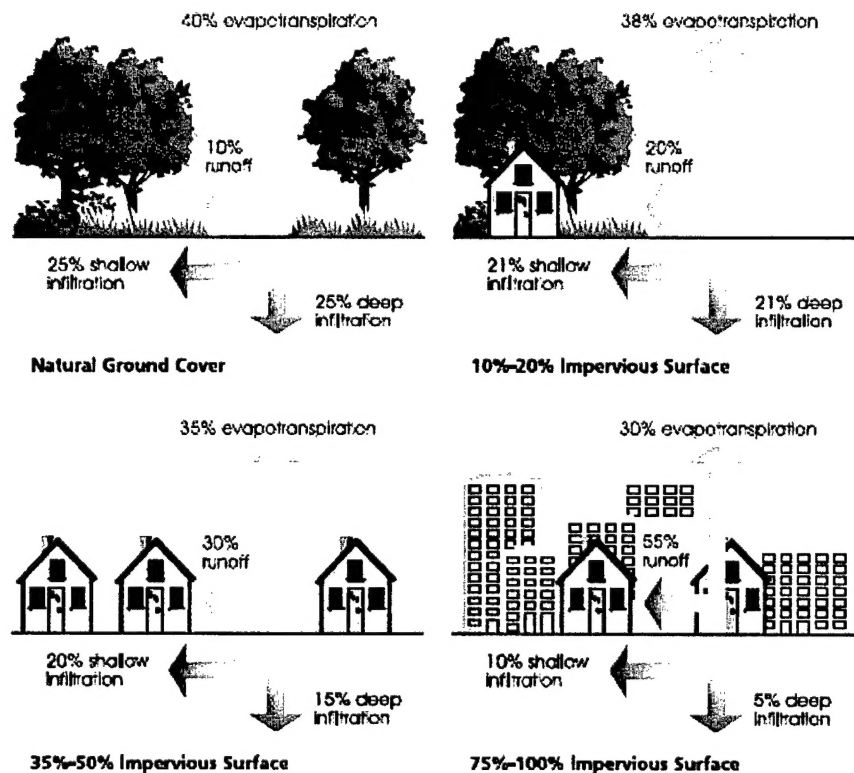 40% evapotranspiration
10%
runoff
25% shallow
infiltration
25% deep
infiltration
Natural Ground Cover
38% evapotranspiration
20%
runoff
21% shallow
infiltration
21% deep
infiltration
10%–20% Impervious Surface
35% evapotranspiration
30%
runoff
20% shallow
infiltration
15% deep
infiltration
35%–50% Impervious Surface
30% evapotranspiration
55%
runoff
10% shallow
infiltration
5% deep
infiltration
75%–100% Impervious Surface